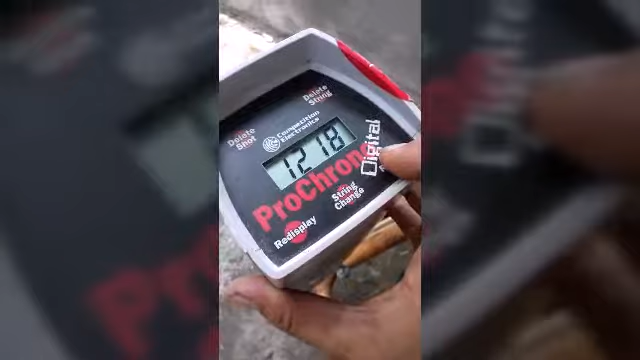 Delete
String
Delete
Shot
Competition
Electronics
1218
ProChrono
Digital
String
Change
Redisplay